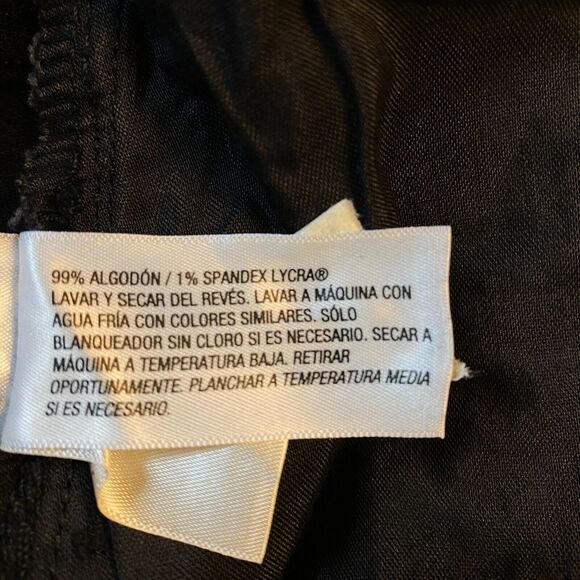 99% ALGODÓN / 1% SPANDEX LYCRA®
LAVAR Y SECAR DEL REVÉS. LAVAR A MÁQUINA CON
AGUA FRÍA CON COLORES SIMILARES. SÓLO
BLANQUEADOR SIN CLORO SI ES NECESARIO. SECAR A
MÁQUINA A TEMPERATURA BAJA. RETIRAR
OPORTUNAMENTE. PLANCHAR A TEMPERATURA MEDIA
SI ES NECESARIO.